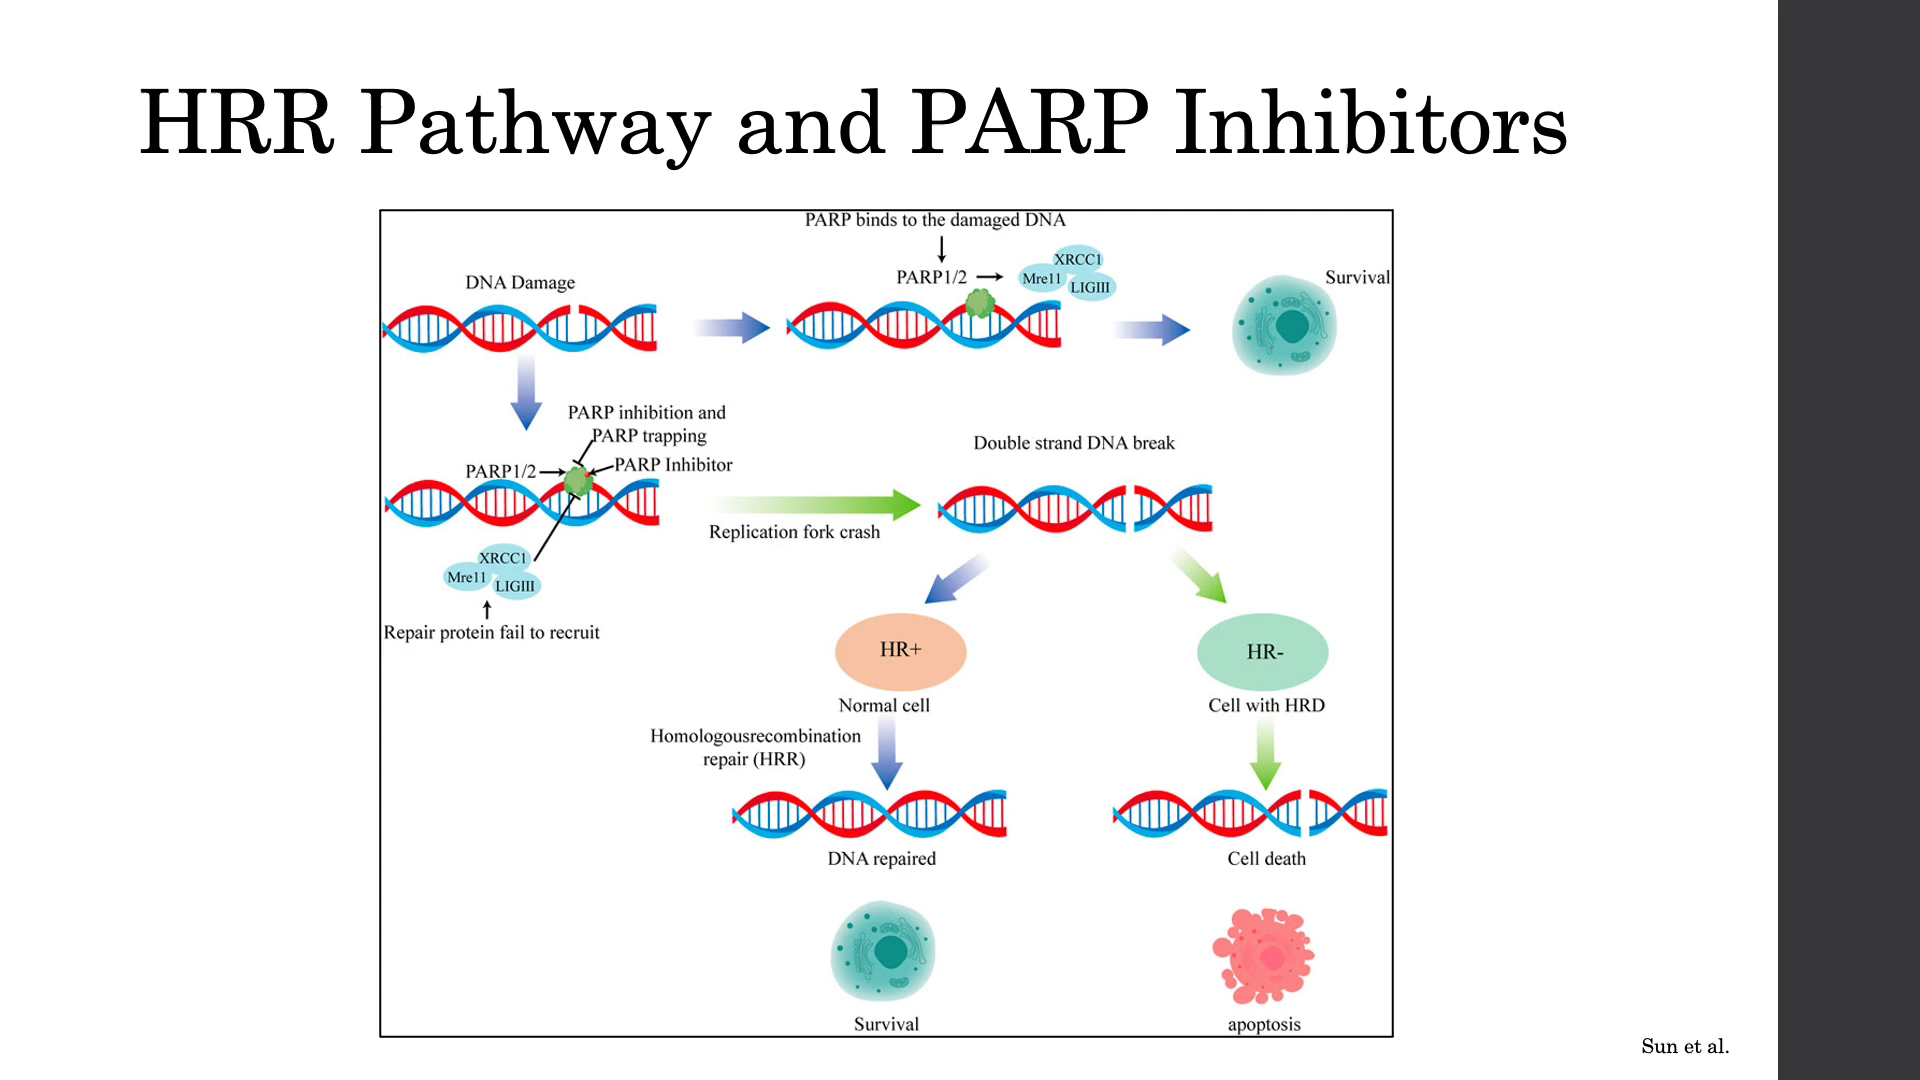 HRR Pathway and PARP Inhibitors
PARP binds to the damaged DNA
DNA Damage
PARP1/2
XRCC1
Mre11
LIGIII
Survival
PARP inhibition and
PARP trapping
PARP1/2
PARP Inhibitor
XRCC1
Mre11
LIGIII
Repair protein fail to recruit
Replication fork crash
Double strand DNA break
HR+
Normal cell
HR-
Cell with HRD
Homologousrecombination
repair (HRR)
DNA repaired
Cell death
Survival
apoptosis
Sun et al.